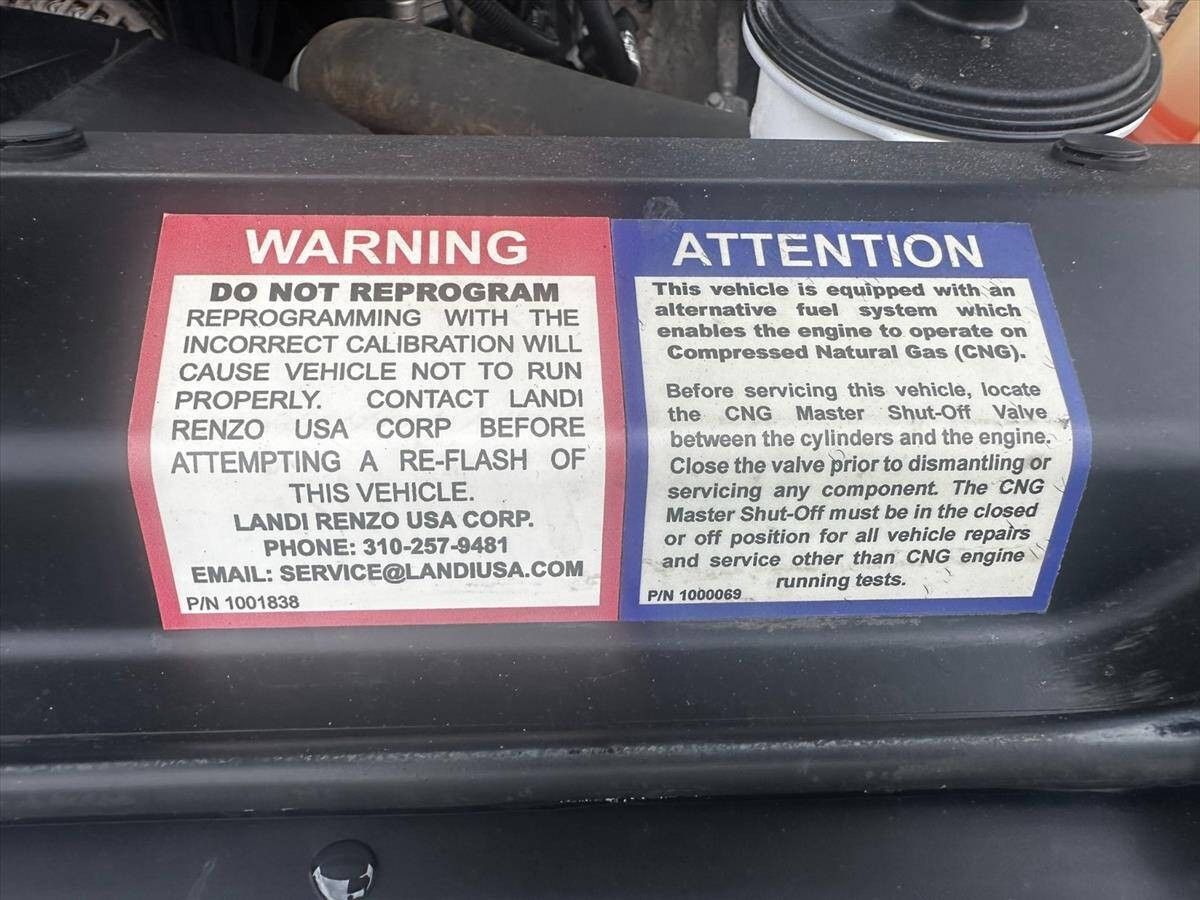 WARNING
DO NOT REPROGRAM
REPROGRAMMING WITH THE
INCORRECT CALIBRATION WILL
CAUSE VEHICLE NOT TO RUN
PROPERLY. CONTACT LANDI
RENZO USA CORP BEFORE
ATTEMPTING A RE-FLASH OF
THIS VEHICLE.
LANDI RENZO USA CORP.
PHONE: 310-257-9481
EMAIL: SERVICE@LANDIUSA.COM
P/N 1001838
ATTENTION
This vehicle is equipped with an
alternative fuel system which
enables the engine to operate on
Compressed Natural Gas (CNG).
Before servicing this vehicle, locate
the CNG Master Shut-Off Valve
between the cylinders and the engine.
Close the valve prior to dismantling or
servicing any component. The CNG
Master Shut-Off must be in the closed
or off position for all vehicle repairs
and service other than CNG engine
running tests.
P/N 1000069